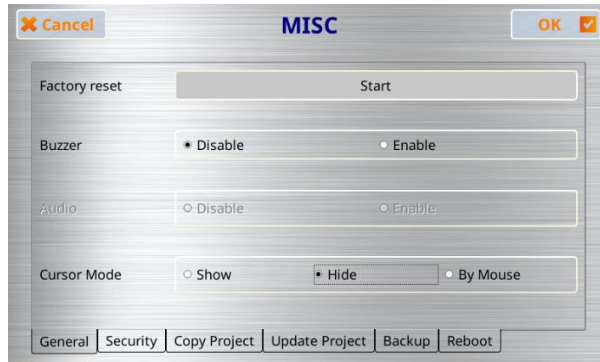 Cancel MISC OK
Factory reset Start
Buzzer Disable Enable
Audio Disable Enable
Cursor Mode Show Hide By Mouse
General Security Copy Project Update Project Backup Reboot